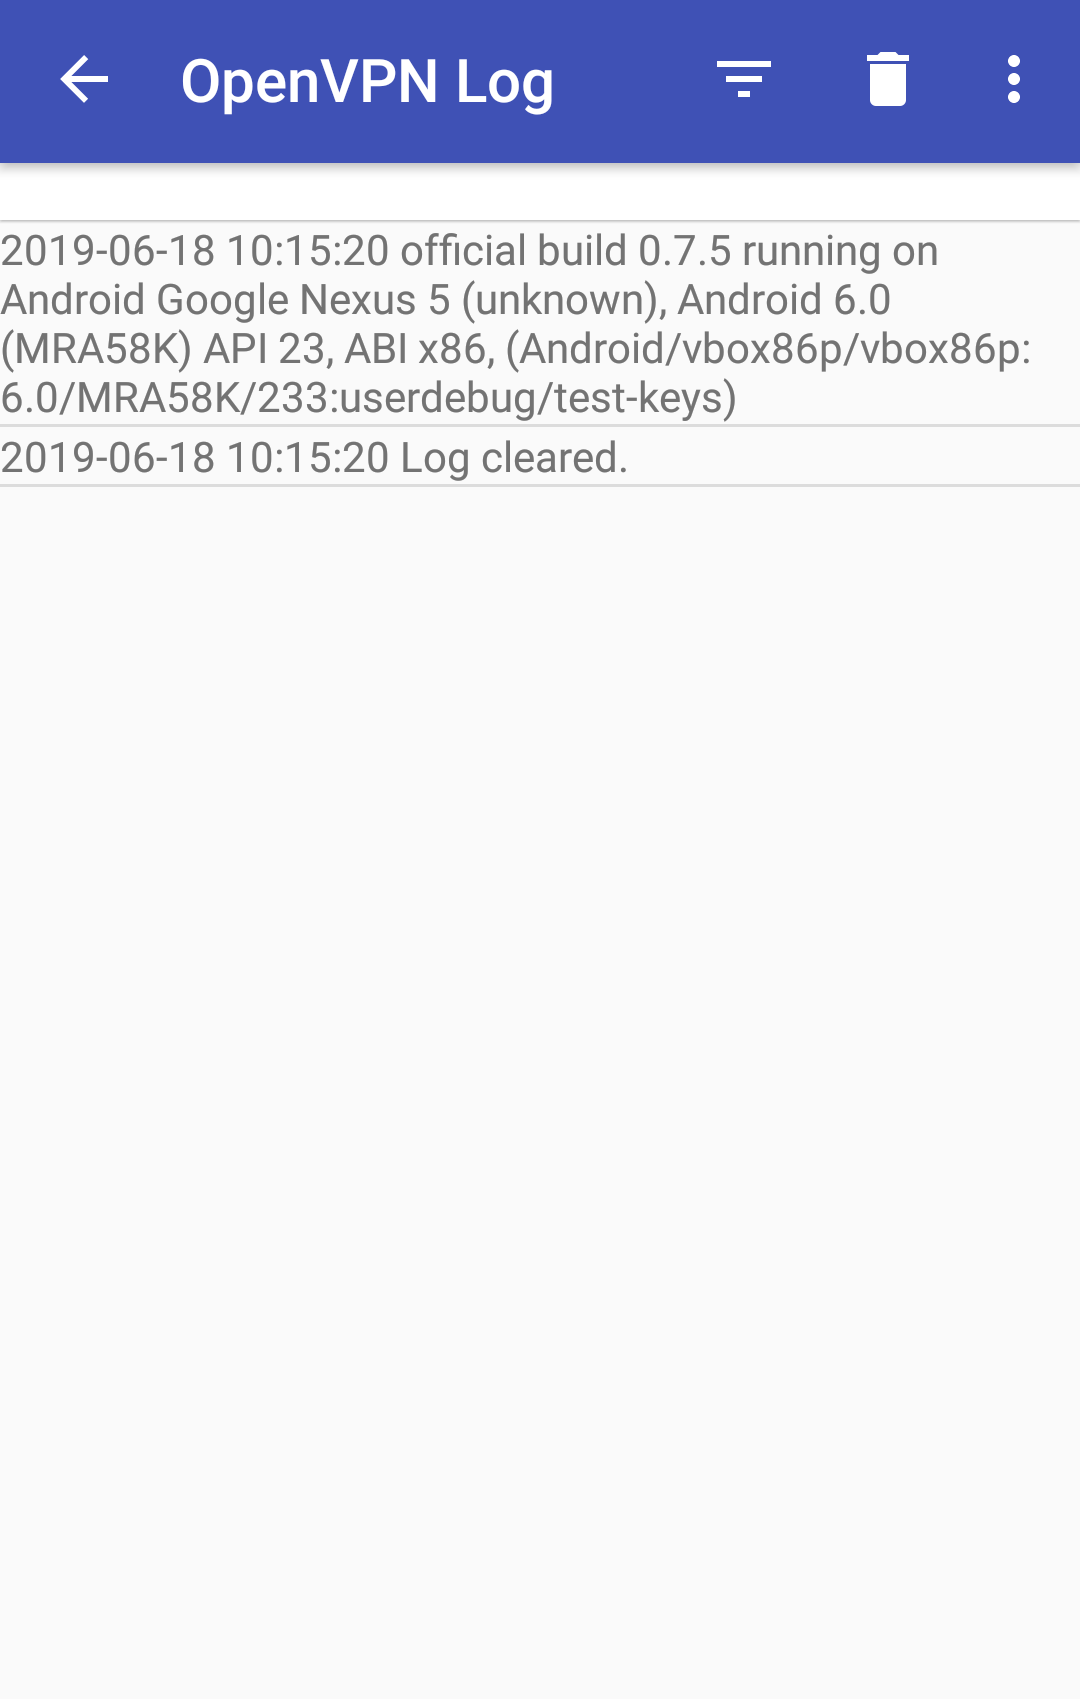 OpenVPN Log
2019-06-18 10:15:20 official build 0.7.5 running on
Android Google Nexus 5 (unknown), Android 6.0
(MRA58K) API 23, ABI x86, (Android/vbox86p/vbox86p:
6.0/MRA58K/233:userdebug/test-keys)
2019-06-18 10:15:20 Log cleared.